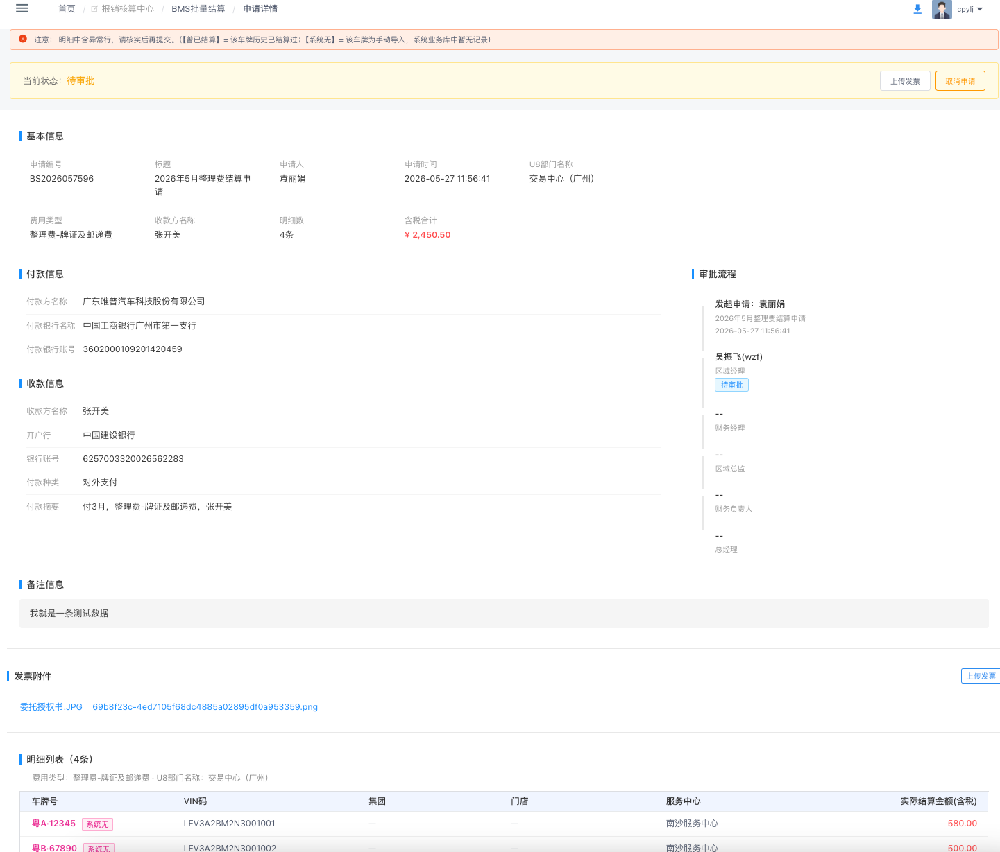 首页 / 报销核算中心 / BMS批量结算 / 申请详情
cpylj
注意： 明细中含异常行，请核实后再提交。（【曾已结算】= 该车牌历史已结算过；【系统无】= 该车牌为手动导入，系统业务库中暂无记录）
当前状态：待审批
上传发票 取消申请
基本信息
申请编号 标题 申请人 申请时间 U8部门名称
BS2026057596 2026年5月整理费结算申 袁丽娟 2026-05-27 11:56:41 交易中心（广州）
请
费用类型 收款方名称 明细数 含税合计
整理费-牌证及邮递费 张开美 4条 ¥ 2,450.50
付款信息
付款方名称 广东唯普汽车科技股份有限公司
付款银行名称 中国工商银行广州市第一支行
付款银行账号 3602000109201420459
收款信息
收款方名称 张开美
开户行 中国建设银行
银行账号 6257003320026562283
付款种类 对外支付
付款摘要 付3月，整理费-牌证及邮递费，张开美
审批流程
发起申请：袁丽娟
2026年5月整理费结算申请
2026-05-27 11:56:41
吴振飞(wzf)
区域经理
待审批
--
财务经理
--
区域总监
--
财务负责人
--
总经理
备注信息
我就是一条测试数据
发票附件
上传发票
委托授权书.JPG 69b8f23c-4ed7105f68dc4885a02895df0a953359.png
明细列表（4条）
费用类型：整理费-牌证及邮递费 · U8部门名称：交易中心（广州）
车牌号 VIN码 集团 门店 服务中心 实际结算金额(含税)
粤A·12345 系统无 LFV3A2BM2N3001001 — — 南沙服务中心 580.00
粤B·67890 系统无 LFV3A2BM2N3001002 — — 南沙服务中心 500.00